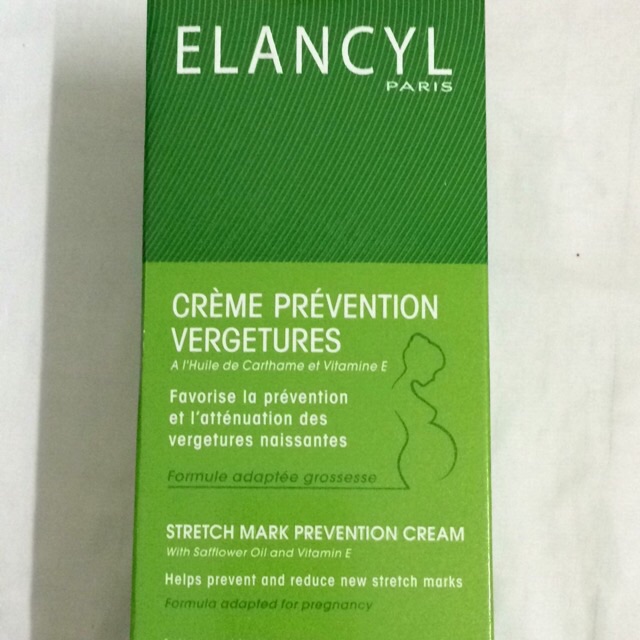 ELANCYL
PARIS
CRÈME PRÉVENTION
VERGETURES
A l'Huile de Carthame et Vitamine E
Favorise la prévention
et l'atténuation des
vergetures naissantes
Formule adaptée grossesse
STRETCH MARK PREVENTION CREAM
With Safflower Oil and Vitamin E
Helps prevent and reduce new stretch marks
Formula adapted for pregnancy